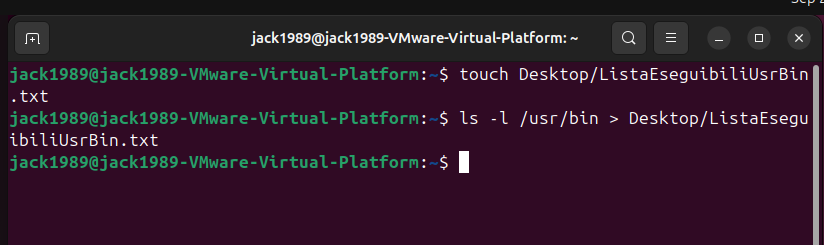 Sep 2
jack1989@jack1989-VMware-Virtual-Platform: ~
jack1989@jack1989-VMware-Virtual-Platform:~$ touch Desktop/ListaEseguibiliUsrBin
.txt
jack1989@jack1989-VMware-Virtual-Platform:~$ ls -l /usr/bin > Desktop/ListaEsegu
ibiliUsrBin.txt
jack1989@jack1989-VMware-Virtual-Platform:~$